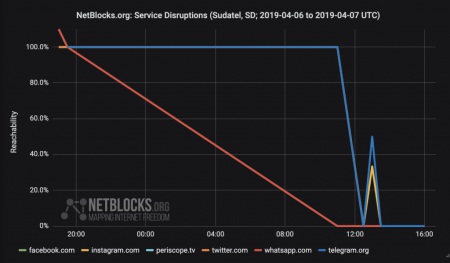 NetBlocks.org: Service Disruptions (Sudatel, SD; 2019-04-06 to 2019-04-07 UTC)
100.0%
80.0%
60.0%
40.0%
20.0%
0%
Reachability
NETBLOCKS.ORG
MAPPING INTERNET FREEDOM
20:00 00:00 04:00 08:00 12:00 16:00
facebook.com instagram.com periscope.tv twitter.com whatsapp.com telegram.org